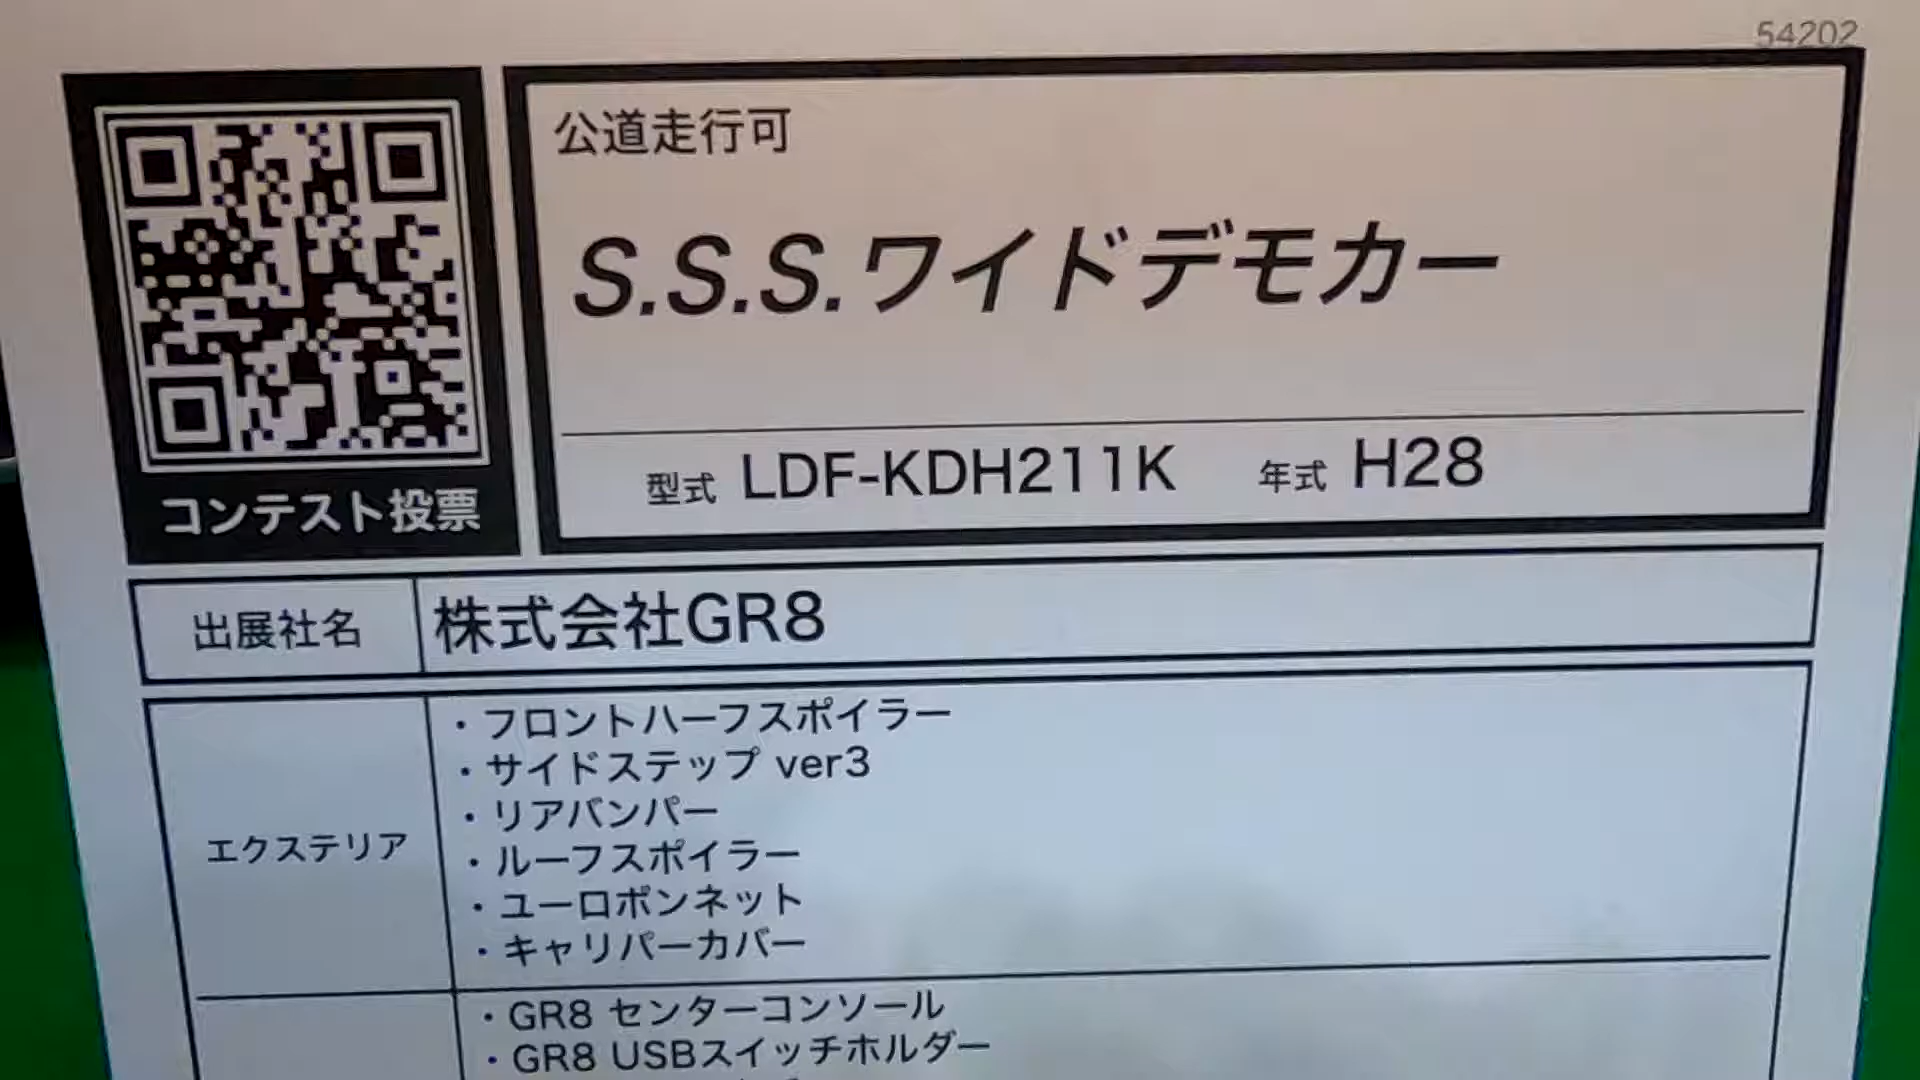 54202
公道走行可
S.S.S.ワイドデモカー
型式 LDF-KDH211K 年式 H28
コンテスト投票
出展社名 株式会社GR8
エクステリア
・フロントハーフスポイラー
・サイドステップ ver3
・リアバンパー
・ルーフスポイラー
・ユーロボンネット
・キャリパーカバー
・GR8 センターコンソール
・GR8 USBスイッチホルダー